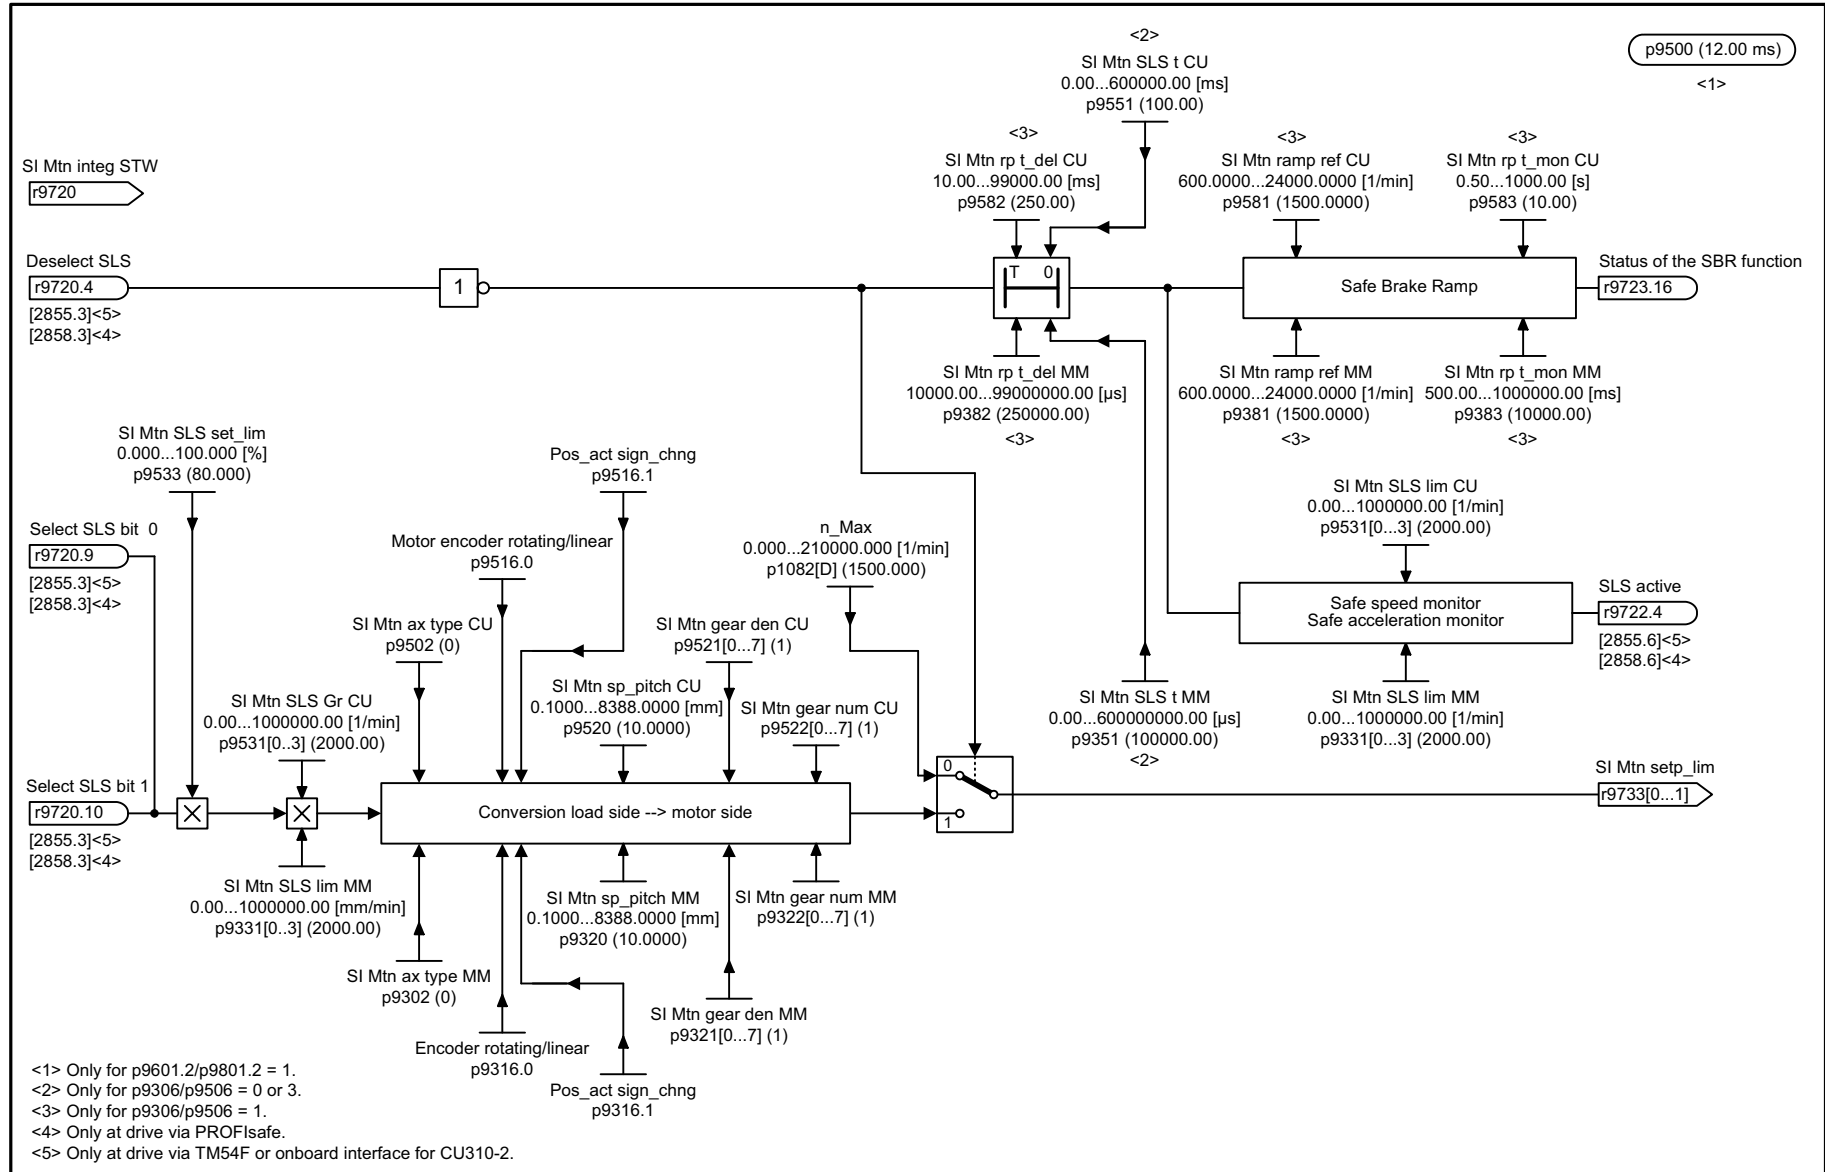 <2>
SI Mtn SLS t CU
0.00...600000.00 [ms]
p9551 (100.00)
p9500 (12.00 ms)
<1>
<3>
SI Mtn rp t_del CU
10.00...99000.00 [ms]
p9582 (250.00)
<3>
SI Mtn ramp ref CU
600.0000...24000.0000 [1/min]
p9581 (1500.0000)
<3>
SI Mtn rp t_mon CU
0.50...1000.00 [s]
p9583 (10.00)
SI Mtn integ STW
r9720
Deselect SLS
r9720.4
[2855.3]<5>
[2858.3]<4>
1
T 0
Safe Brake Ramp
Status of the SBR function
r9723.16
SI Mtn rp t_del MM
10000.00...99000000.00 [µs]
p9382 (250000.00)
<3>
SI Mtn ramp ref MM
600.0000...24000.0000 [1/min]
p9381 (1500.0000)
<3>
SI Mtn rp t_mon MM
500.00...1000000.00 [ms]
p9383 (10000.00)
<3>
SI Mtn SLS set_lim
0.000...100.000 [%]
p9533 (80.000)
Pos_act sign_chng
p9516.1
SI Mtn SLS lim CU
0.00...1000000.00 [1/min]
p9531[0...3] (2000.00)
Select SLS bit 0
r9720.9
[2855.3]<5>
[2858.3]<4>
Motor encoder rotating/linear
p9516.0
n_Max
0.000...210000.000 [1/min]
p1082[D] (1500.000)
Safe speed monitor
Safe acceleration monitor
SLS active
r9722.4
[2855.6]<5>
[2858.6]<4>
SI Mtn ax type CU
p9502 (0)
SI Mtn gear den CU
p9521[0...7] (1)
SI Mtn SLS Gr CU
0.00...1000000.00 [1/min]
p9531[0..3] (2000.00)
SI Mtn sp_pitch CU
0.1000...8388.0000 [mm]
p9520 (10.0000)
SI Mtn gear num CU
p9522[0...7] (1)
SI Mtn SLS t MM
0.00...600000000.00 [µs]
p9351 (100000.00)
<2>
SI Mtn SLS lim MM
0.00...1000000.00 [1/min]
p9331[0...3] (2000.00)
Select SLS bit 1
r9720.10
[2855.3]<5>
[2858.3]<4>
Conversion load side --> motor side
0
1
SI Mtn setp_lim
r9733[0...1]
SI Mtn SLS lim MM
0.00...1000000.00 [mm/min]
p9331[0..3] (2000.00)
SI Mtn sp_pitch MM
0.1000...8388.0000 [mm]
p9320 (10.0000)
SI Mtn gear num MM
p9322[0...7] (1)
SI Mtn ax type MM
p9302 (0)
SI Mtn gear den MM
p9321[0...7] (1)
Encoder rotating/linear
p9316.0
Pos_act sign_chng
p9316.1
<1> Only for p9601.2/p9801.2 = 1.
<2> Only for p9306/p9506 = 0 or 3.
<3> Only for p9306/p9506 = 1.
<4> Only at drive via PROFIsafe.
<5> Only at drive via TM54F or onboard interface for CU310-2.